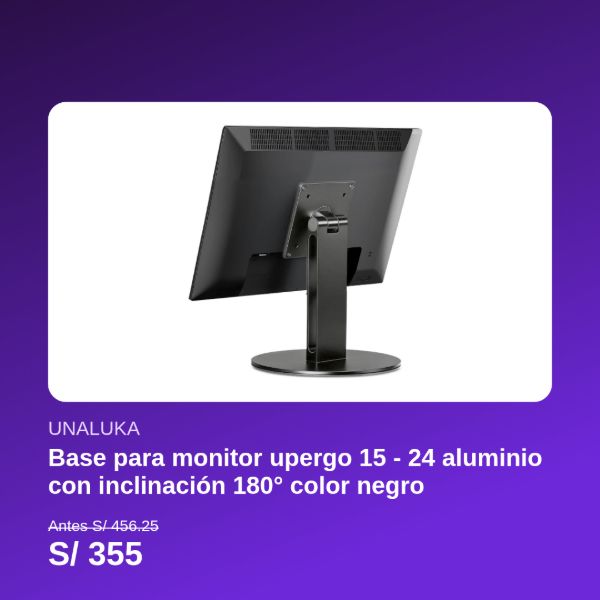 UNALUKA
Base para monitor upergo 15 - 24 aluminio
con inclinación 180° color negro
Antes S/ 456.25
S/ 355